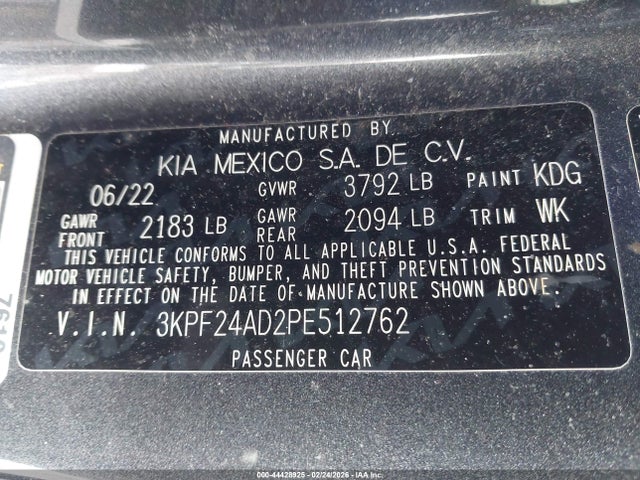 MANUFACTURED BY
KIA MEXICO S.A. DE C.V.
06/22 GVWR 3792 LB PAINT KDG
GAWR FRONT 2183 LB GAWR REAR 2094 LB TRIM WK
THIS VEHICLE CONFORMS TO ALL APPLICABLE U.S.A. FEDERAL
MOTOR VEHICLE SAFETY, BUMPER, AND THEFT PREVENTION STANDARDS
IN EFFECT ON THE DATE OF MANUFACTURE SHOWN ABOVE.
V.I.N. 3KPF24AD2PE512762
PASSENGER CAR
000-44428925 - 02/24/2026 - COPYRIGHT IAA, LLC.